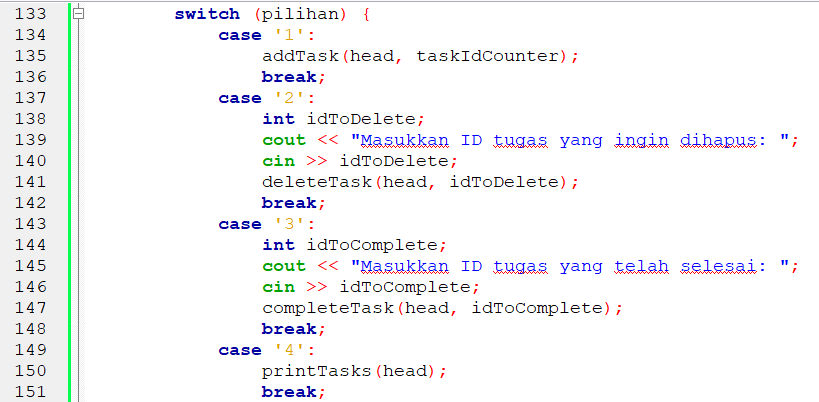 133 switch (pilihan) {
134 case '1':
135 addTask(head, taskIdCounter);
136 break;
137 case '2':
138 int idToDelete;
139 cout << "Masukkan ID tugas yang ingin dihapus: ";
140 cin >> idToDelete;
141 deleteTask(head, idToDelete);
142 break;
143 case '3':
144 int idToComplete;
145 cout << "Masukkan ID tugas yang telah selesai: ";
146 cin >> idToComplete;
147 completeTask(head, idToComplete);
148 break;
149 case '4':
150 printTasks(head);
151 break;